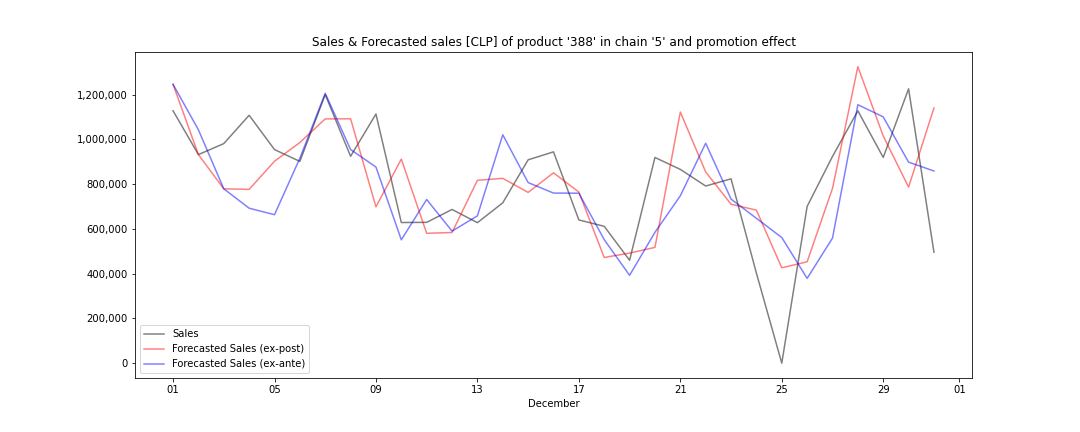 Sales & Forecasted sales [CLP] of product '388' in chain '5' and promotion effect
1,200,000
1,000,000
800,000
600,000
400,000
200,000
0
Sales
Forecasted Sales (ex-post)
Forecasted Sales (ex-ante)
01 05 09 13 17 21 25 29 01
December